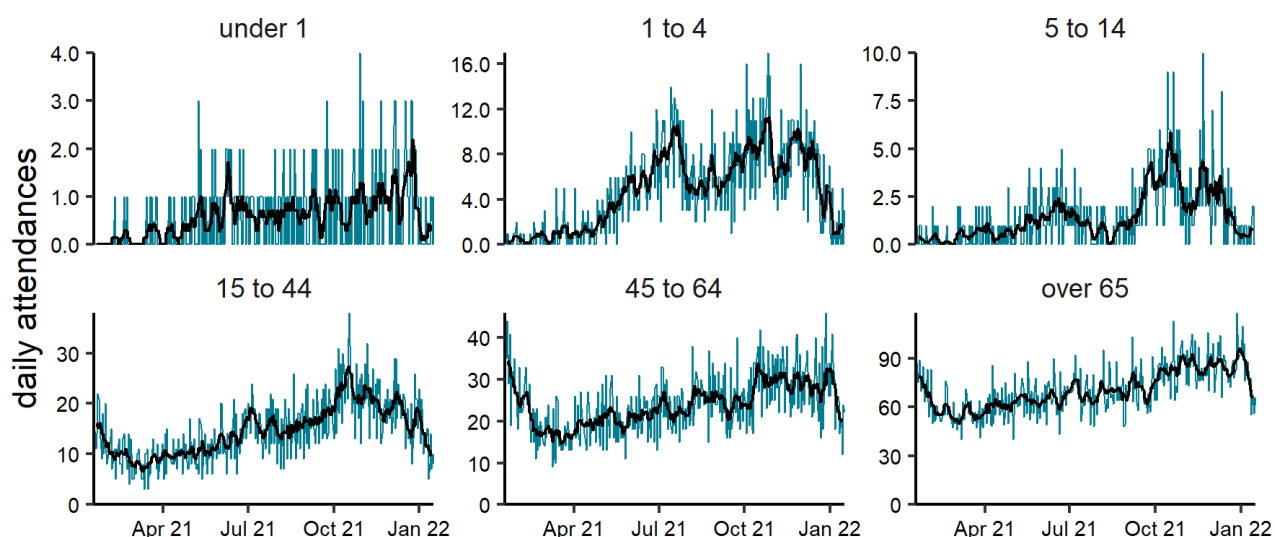 under 1
1 to 4
5 to 14
4.0
3.0
2.0
1.0
0.0
16.0
12.0
8.0
4.0
0.0
10.0
7.5
5.0
2.5
0.0
daily attendances
15 to 44
45 to 64
over 65
30
20
10
0
40
30
20
10
0
90
60
30
0
Apr 21 Jul 21 Oct 21 Jan 22
Apr 21 Jul 21 Oct 21 Jan 22
Apr 21 Jul 21 Oct 21 Jan 22